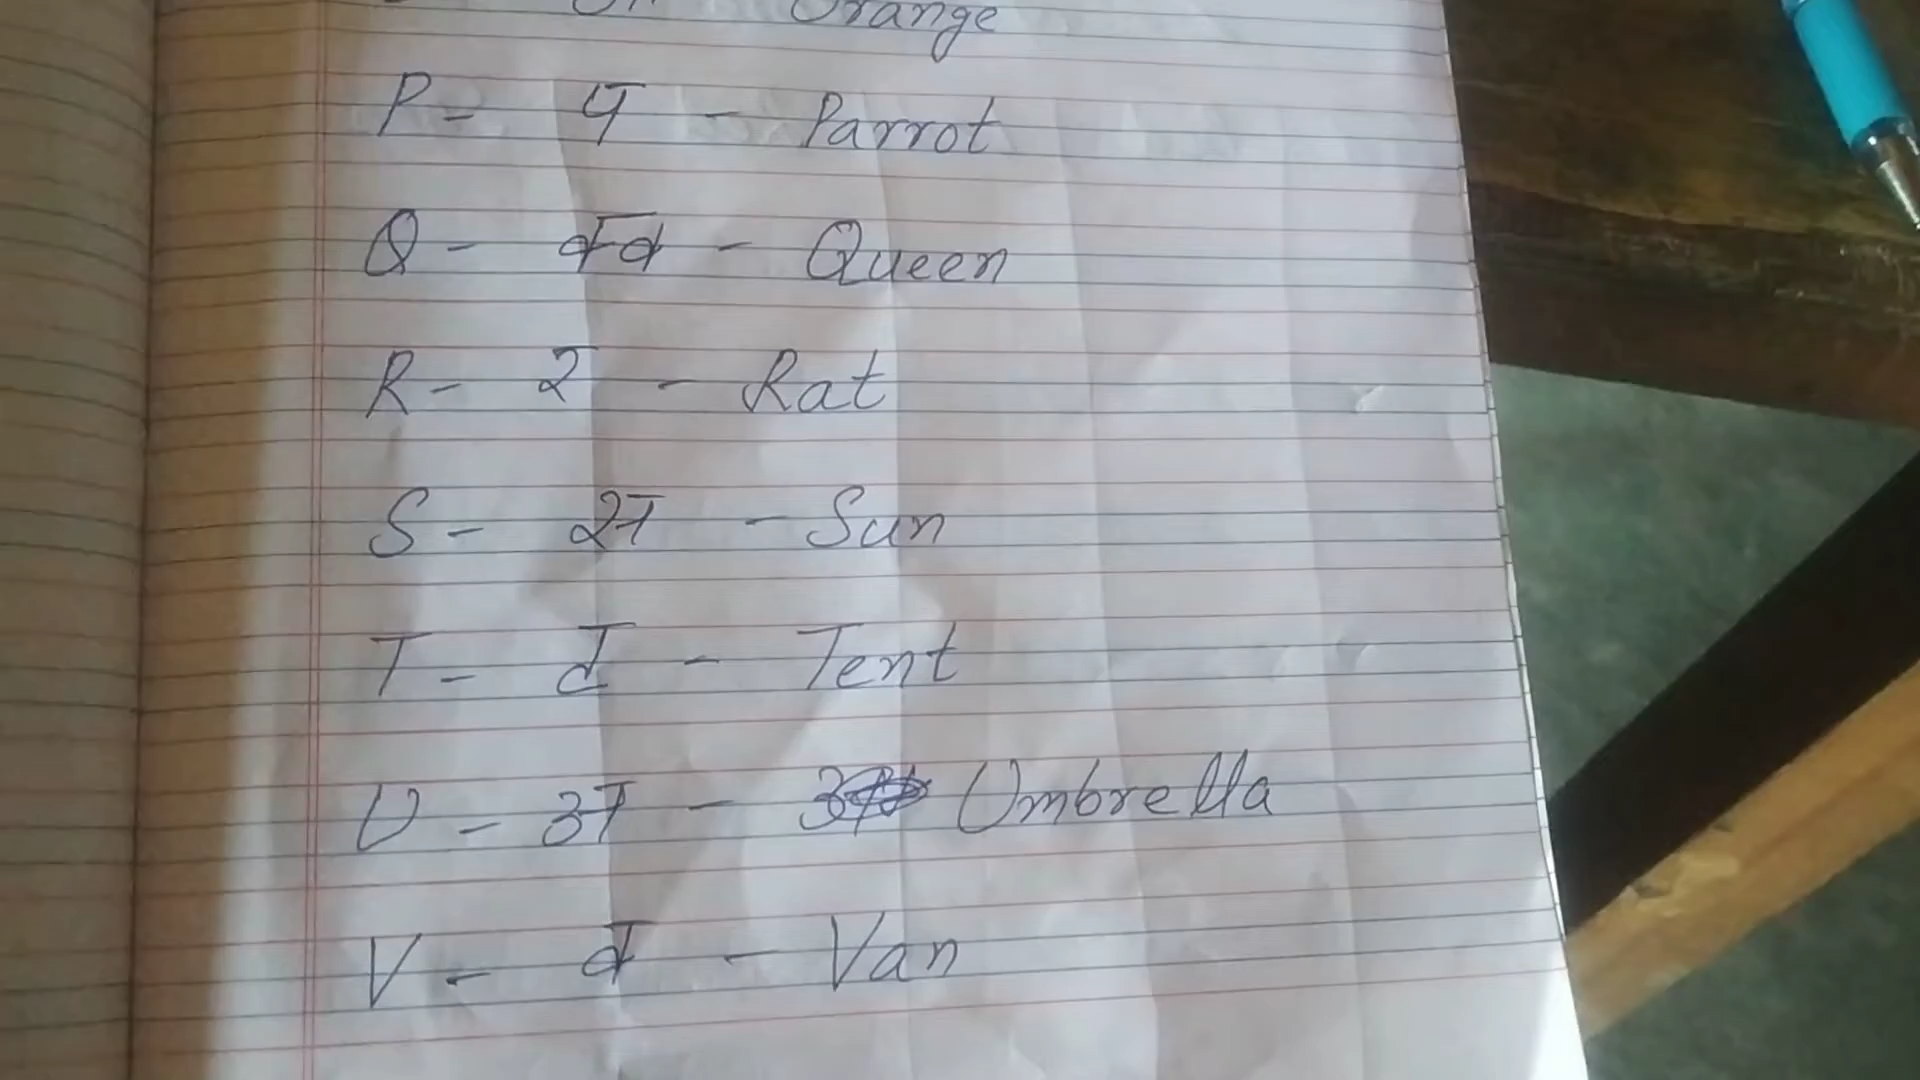 Orange
P - प - Parrot
Q - क्व - Queen
R - र - Rat
S - स - Sun
T - ट - Tent
U - अ - Umbrella
V - व - Van